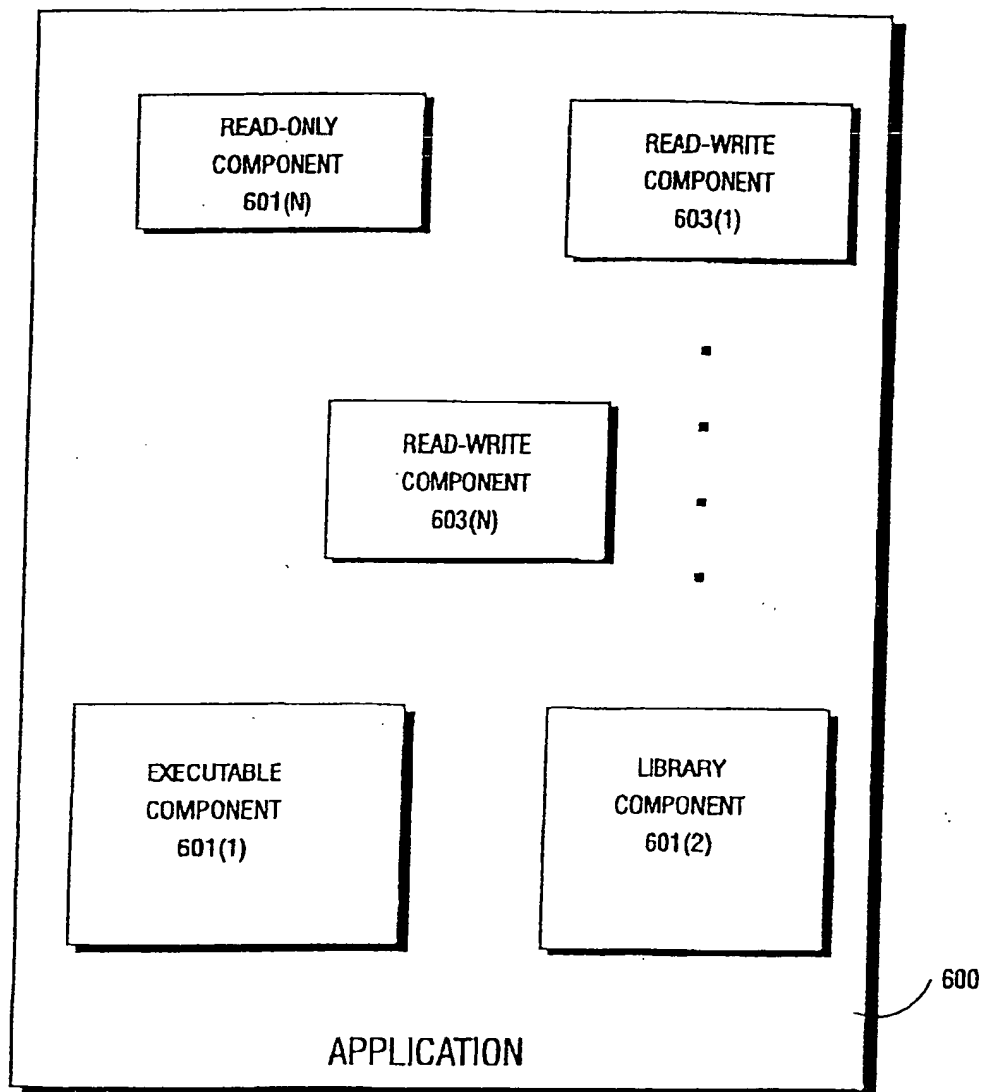 READ-ONLY
COMPONENT
601(N)
READ-WRITE
COMPONENT
603(1)
READ-WRITE
COMPONENT
603(N)
EXECUTABLE
COMPONENT
601(1)
LIBRARY
COMPONENT
601(2)
600
APPLICATION